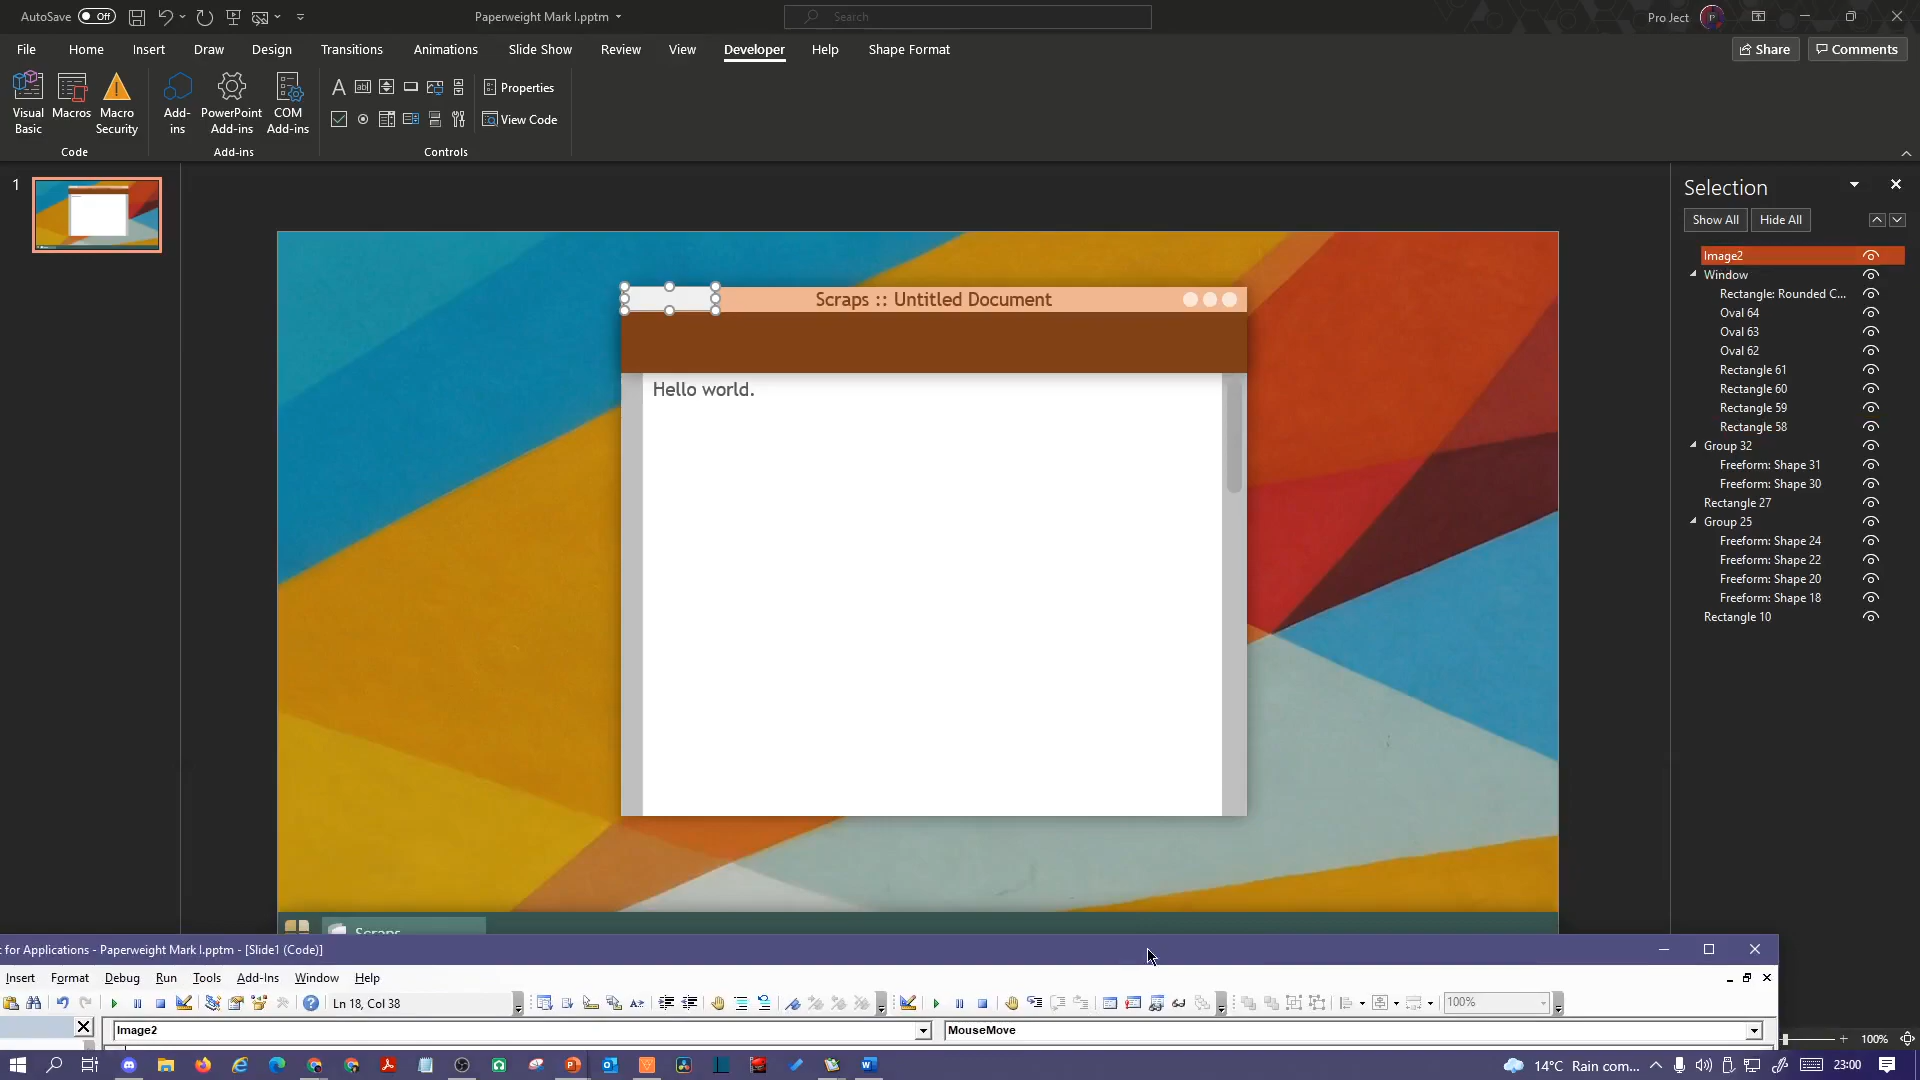 AutoSave Off
Paperweight Mark I.pptm
Search
Pro Ject P
File Home Insert Draw Design Transitions Animations Slide Show Review View Developer Help Shape Format
Share Comments
Visual Basic
Macros
Macro Security
Add-ins
PowerPoint Add-ins
COM Add-ins
Properties
View Code
Code
Add-ins
Controls
1
Selection
Show All Hide All
Image2
Window
Rectangle: Rounded C...
Oval 64
Oval 63
Oval 62
Rectangle 61
Rectangle 60
Rectangle 59
Rectangle 58
Group 32
Freeform: Shape 31
Freeform: Shape 30
Rectangle 27
Group 25
Freeform: Shape 24
Freeform: Shape 22
Freeform: Shape 20
Freeform: Shape 18
Rectangle 10
Scraps :: Untitled Document
Hello world.
Scraps
t for Applications - Paperweight Mark I.pptm - [Slide1 (Code)]
Insert Format Debug Run Tools Add-Ins Window Help
Ln 18, Col 38
100%
Image2
MouseMove
100%
14°C Rain com...
23:00